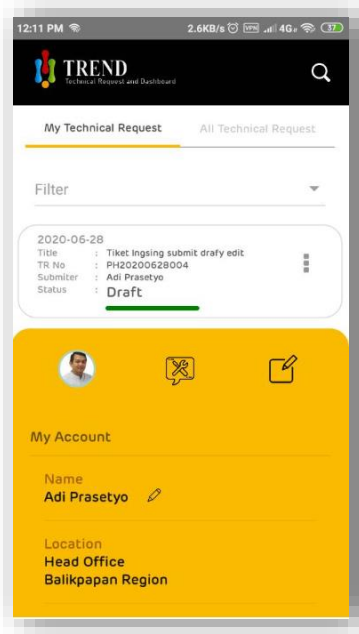 12:11 PM
2.6KB/s VPN 4G+ 17
TREND
Technical Request and Dashboard
My Technical Request All Technical Request
Filter
2020-06-28
Title : Tiket Ingsing submit drafy edit
TR No : PH20200628004
Submiter : Adi Prasetyo
Status : Draft
My Account
Name
Adi Prasetyo
Location
Head Office
Balikpapan Region